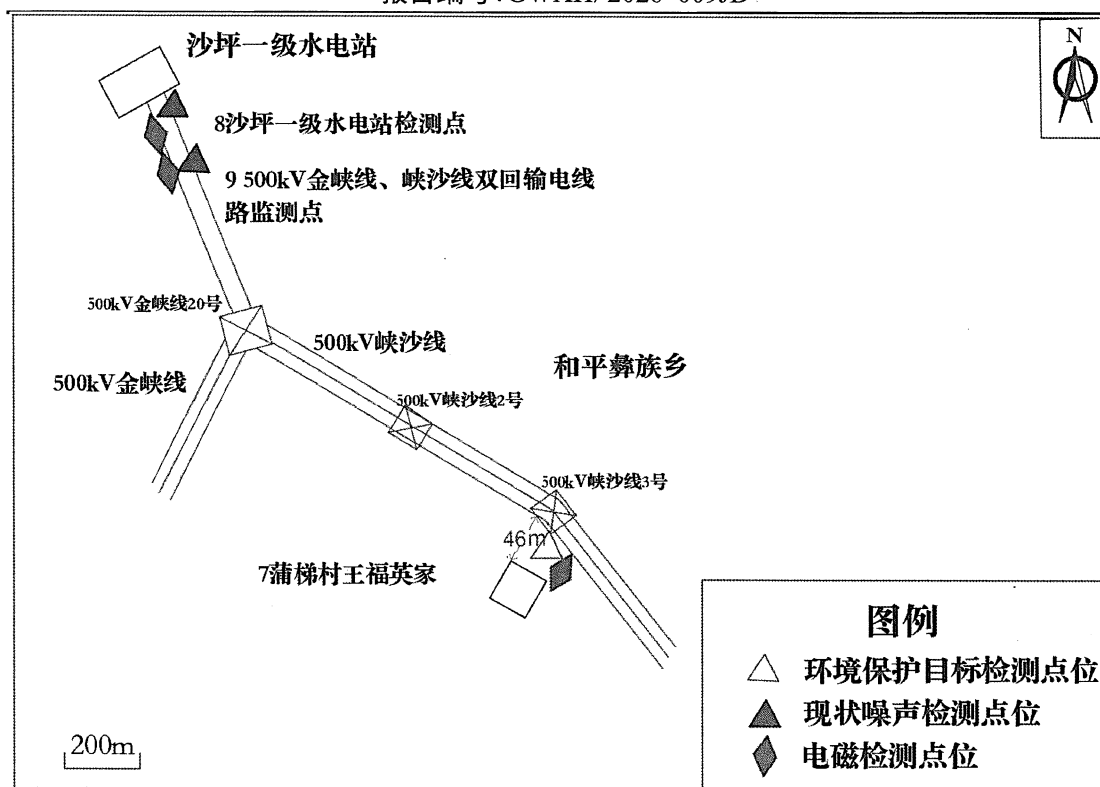 沙坪一级水电站
N
8沙坪一级水电站检测点
9 500kV金峡线、峡沙线双回输电线
路监测点
500kV金峡线20号
500kV峡沙线
和平彝族乡
500kV金峡线
500kV峡沙线2号
500kV峡沙线3号
46m
7蒲梯村王福英家
图例
环境保护目标检测点位
现状噪声检测点位
电磁检测点位
200m